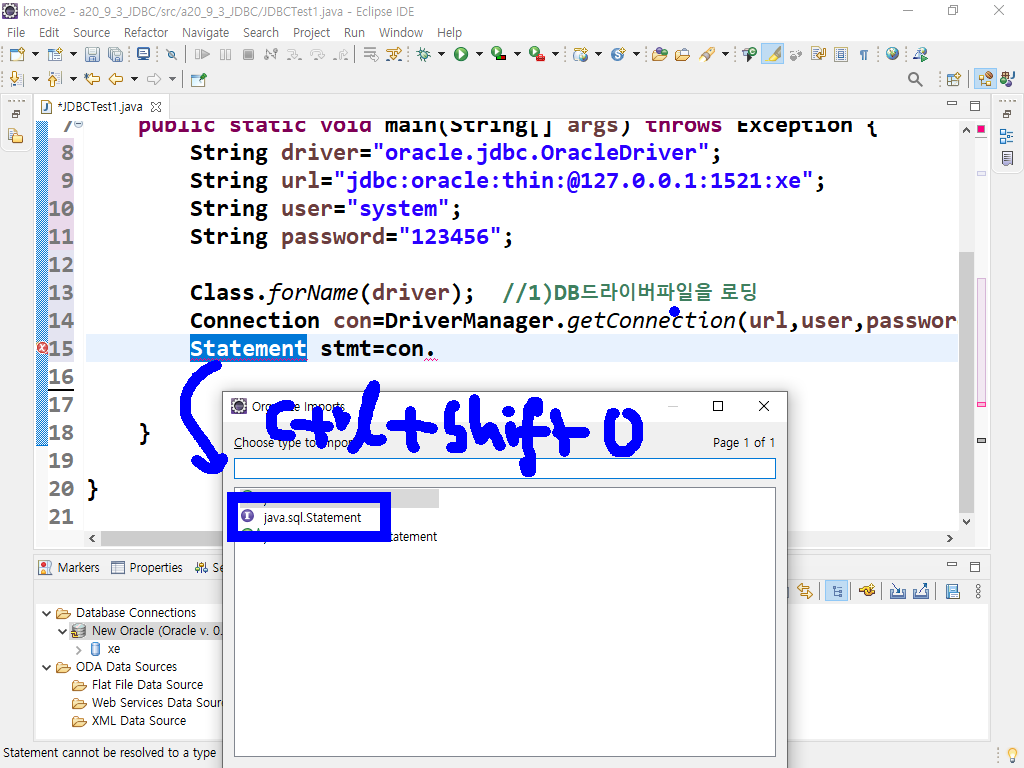 kmove2 - a20_9_3_JDBC/src/a20_9_3_JDBC/JDBCTest1.java - Eclipse IDE
File Edit Source Refactor Navigate Search Project Run Window Help
*JDBCTest1.java
7 public static void main(String[] args) throws Exception {
8 String driver="oracle.jdbc.OracleDriver";
9 String url="jdbc:oracle:thin:@127.0.0.1:1521:xe";
10 String user="system";
11 String password="123456";
12
13 Class.forName(driver); //1)DB드라이버파일을 로딩
14 Connection con=DriverManager.getConnection(url,user,passwor
15 Statement stmt=con.
16
17
18 }
19
20 }
21
Organize Imports
ctrl+shift+O
Choose type to import:
Page 1 of 1
java.sql.Statement
tatement
Markers Properties Se
Database Connections
New Oracle (Oracle v. 0.
xe
ODA Data Sources
Flat File Data Source
Web Services Data Sour
XML Data Source
Statement cannot be resolved to a type